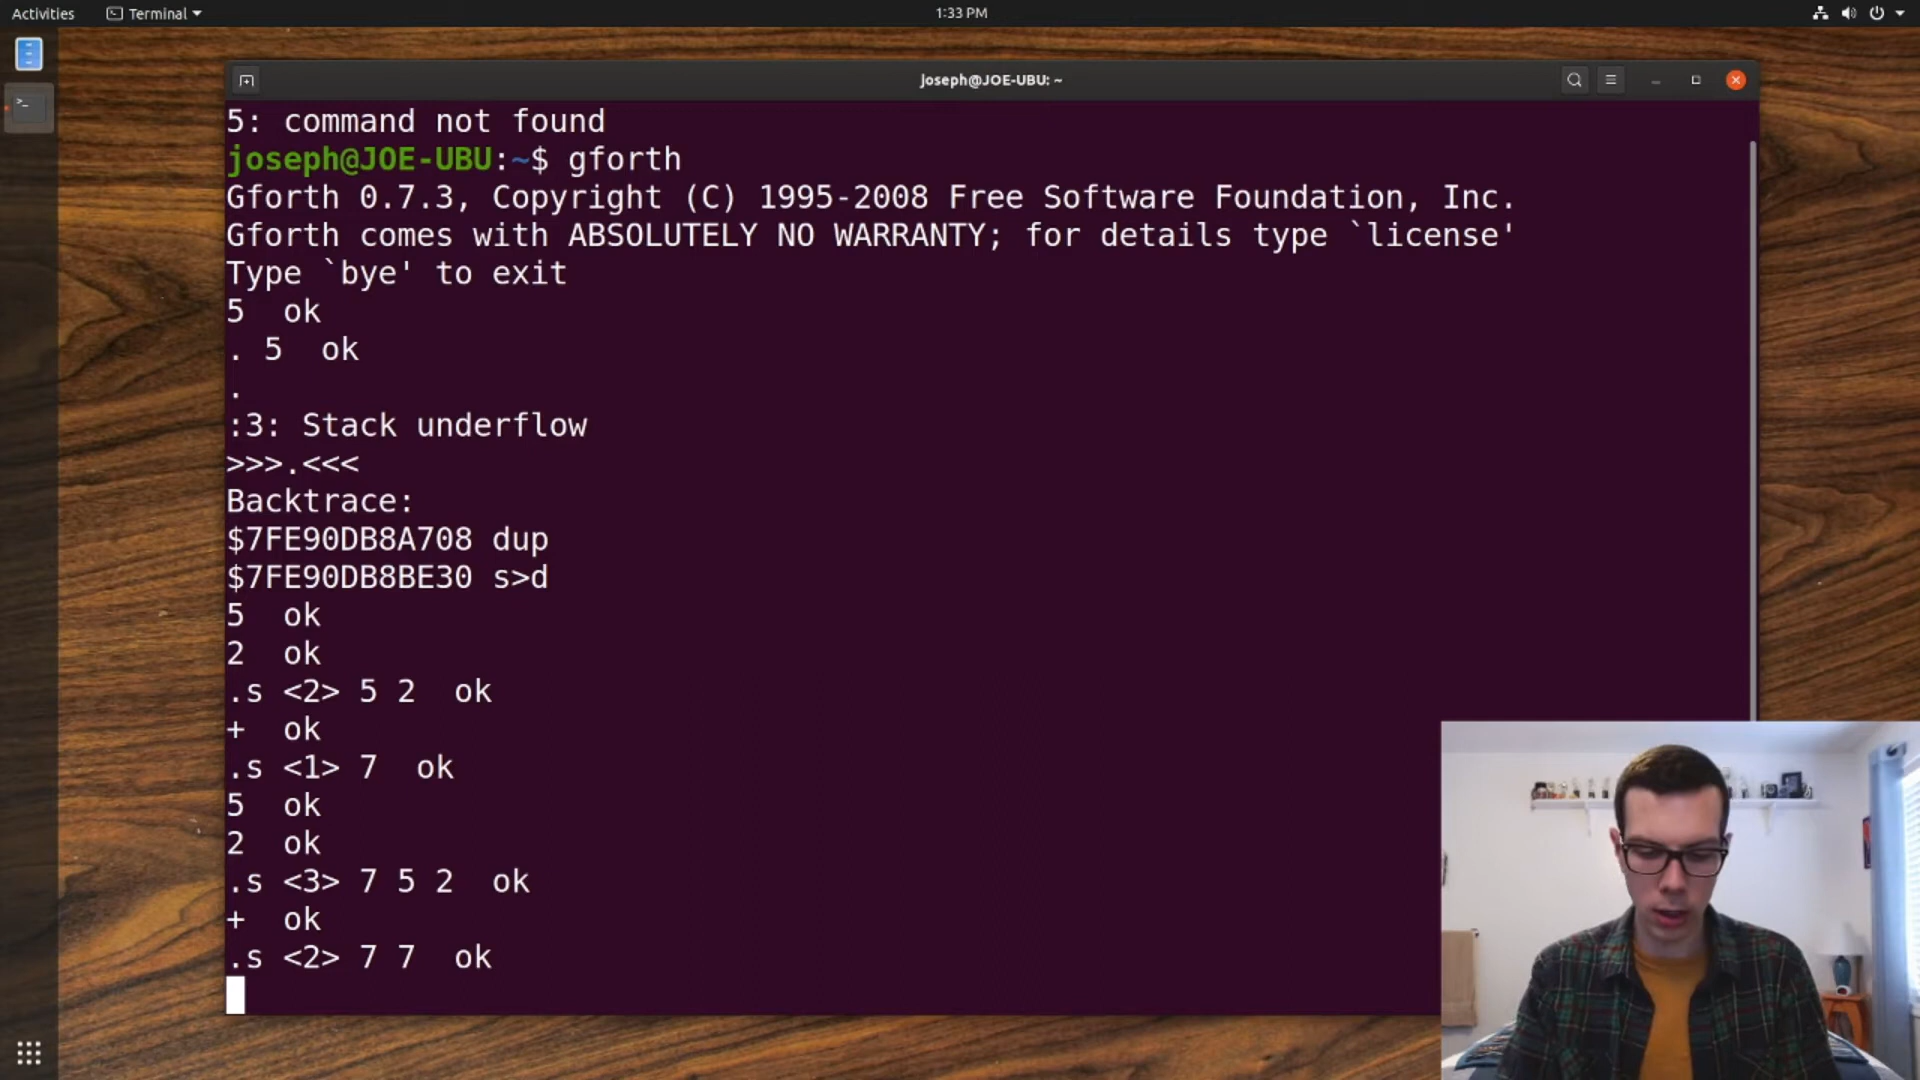 Activities
Terminal
1:33 PM
joseph@JOE-UBU: ~
5: command not found
joseph@JOE-UBU:~$ gforth
Gforth 0.7.3, Copyright (C) 1995-2008 Free Software Foundation, Inc.
Gforth comes with ABSOLUTELY NO WARRANTY; for details type `license'
Type `bye' to exit
5  ok
. 5  ok
.
:3: Stack underflow
>>>.<<<
Backtrace:
$7FE90DB8A708 dup
$7FE90DB8BE30 s>d
5  ok
2  ok
.s <2> 5 2  ok
+  ok
.s <1> 7  ok
5  ok
2  ok
.s <3> 7 5 2  ok
+  ok
.s <2> 7 7  ok